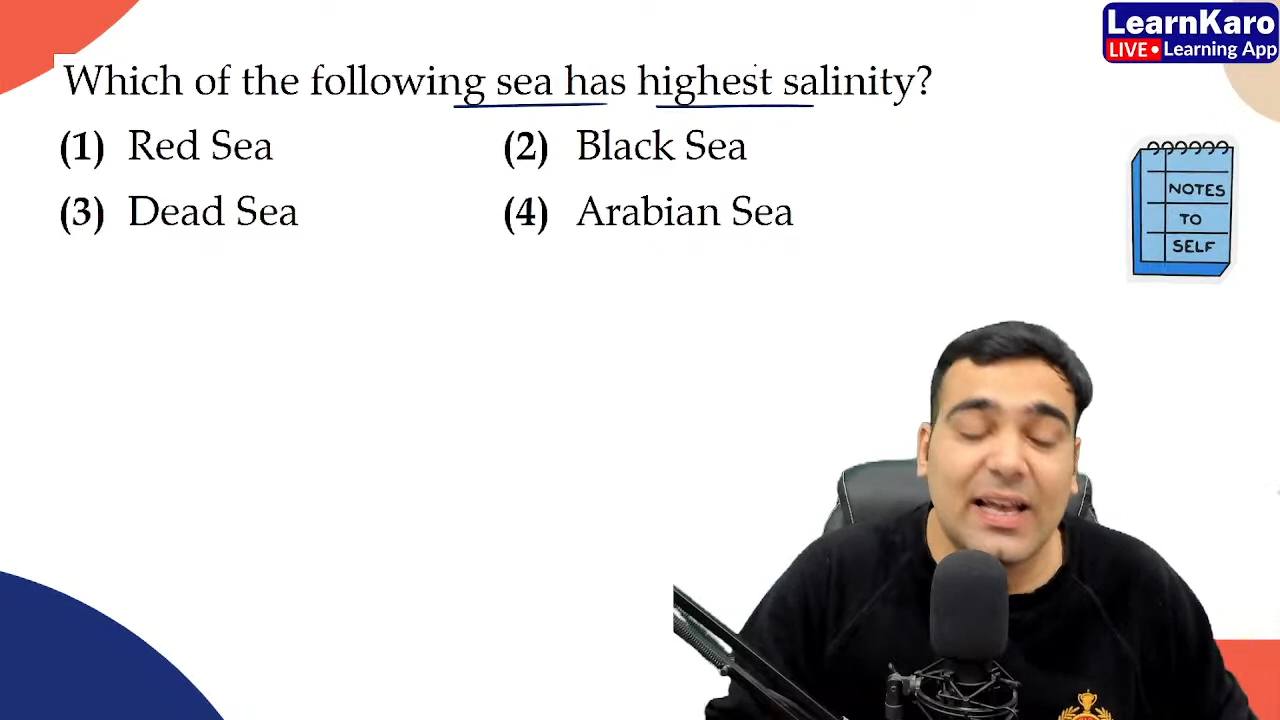 LearnKaro
LIVE • Learning App
Which of the following sea has highest salinity?
(1) Red Sea (2) Black Sea
(3) Dead Sea (4) Arabian Sea
NOTES
TO
SELF